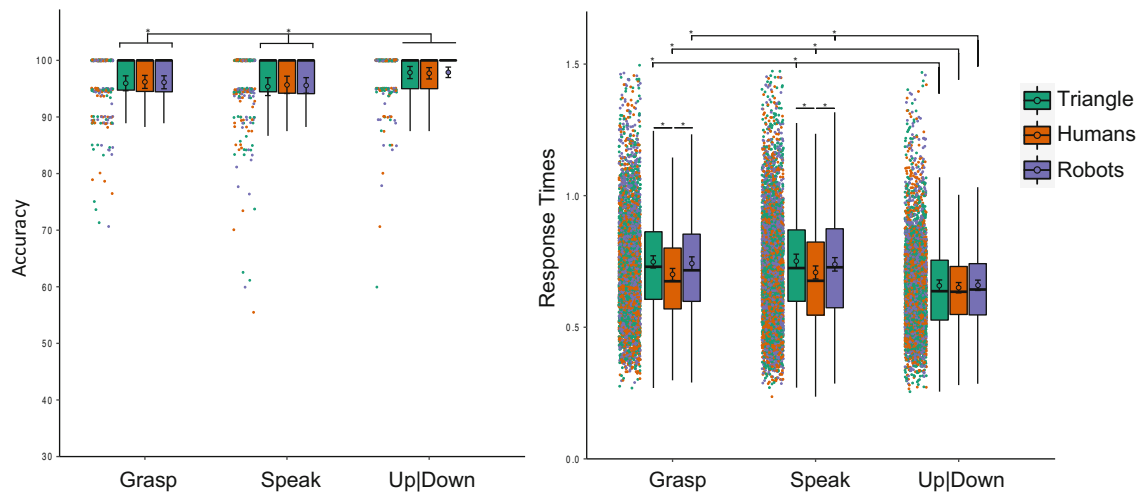 Accuracy
100
90
80
70
60
50
40
30
* *
Grasp Speak Up|Down
Response Times
1.5
1.0
0.5
0.0
* *
* *
* *
* * * *
Grasp Speak Up|Down
Triangle
Humans
Robots